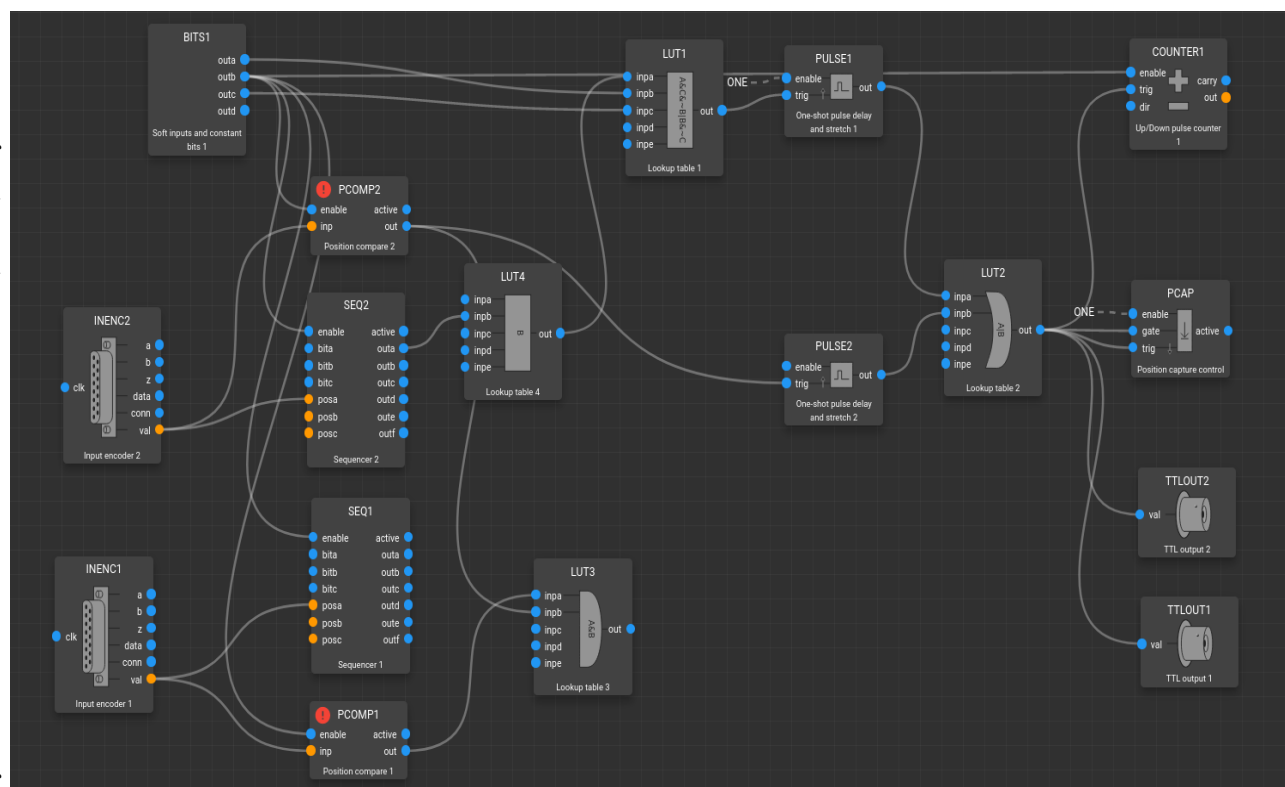 BITS1
outa
outb
outc
outd
Soft inputs and constant
bits 1
LUT1
inpa
inpb
inpc
inpd
inpe
A&C&~B|B&~C
out
Lookup table 1
ONE
PULSE1
enable
trig
out
One-shot pulse delay
and stretch 1
COUNTER1
enable
trig
dir
carry
out
Up/Down pulse counter
1
PCOMP2
enable
inp
active
out
Position compare 2
LUT4
inpa
inpb
inpc
inpd
inpe
B
out
Lookup table 4
SEQ2
enable
bita
bitb
bitc
posa
posb
posc
active
outa
outb
outc
outd
oute
outf
Sequencer 2
INENC2
clk
a
b
z
data
conn
val
Input encoder 2
PULSE2
enable
trig
out
One-shot pulse delay
and stretch 2
LUT2
inpa
inpb
inpc
inpd
inpe
A|B
out
Lookup table 2
ONE
PCAP
enable
gate
trig
active
Position capture control
TTLOUT2
val
TTL output 2
SEQ1
enable
bita
bitb
bitc
posa
posb
posc
active
outa
outb
outc
outd
oute
outf
Sequencer 1
INENC1
clk
a
b
z
data
conn
val
Input encoder 1
LUT3
inpa
inpb
inpc
inpd
inpe
A&B
out
Lookup table 3
TTLOUT1
val
TTL output 1
PCOMP1
enable
inp
active
out
Position compare 1